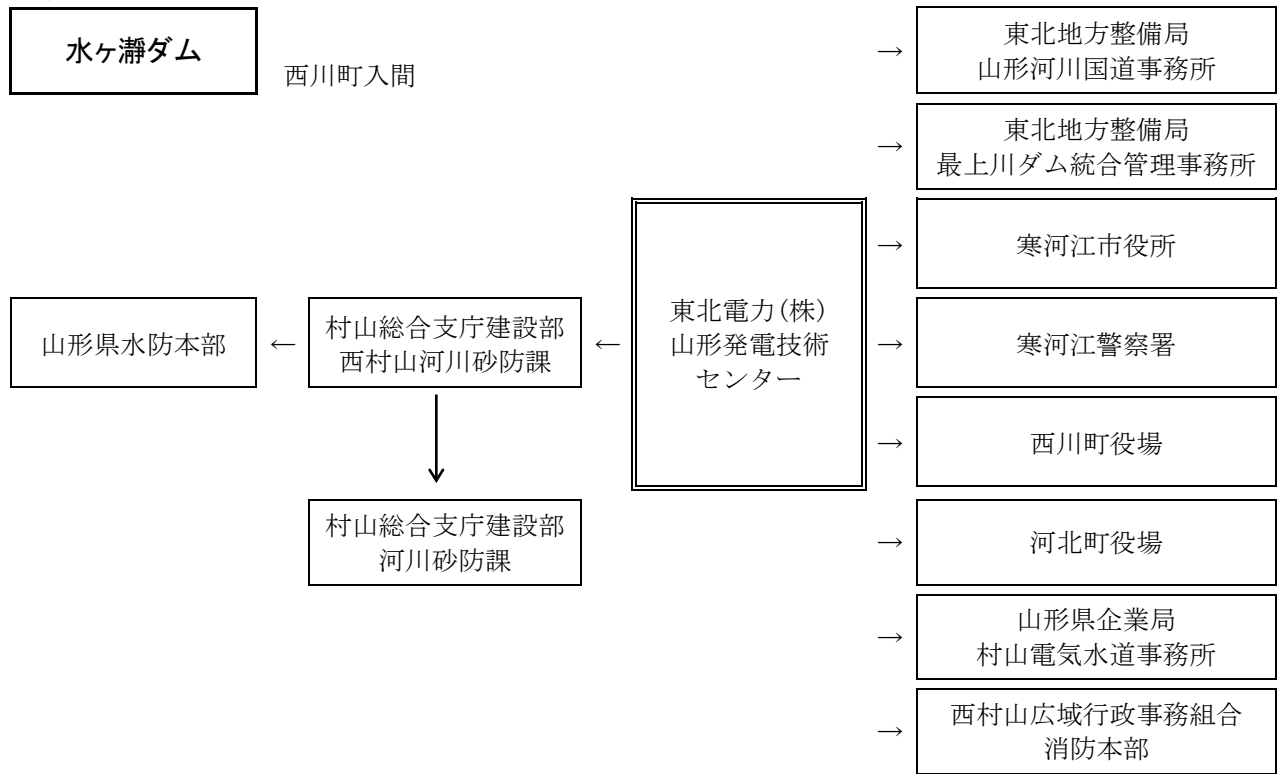 水ヶ瀞ダム
西川町入間
→
東北地方整備局
山形河川国道事務所
→
東北地方整備局
最上川ダム統合管理事務所
→
寒河江市役所
山形県水防本部
←
村山総合支庁建設部
西村山河川砂防課
←
東北電力(株)
山形発電技術
センター
→
寒河江警察署
→
西川町役場
村山総合支庁建設部
河川砂防課
→
河北町役場
→
山形県企業局
村山電気水道事務所
→
西村山広域行政事務組合
消防本部